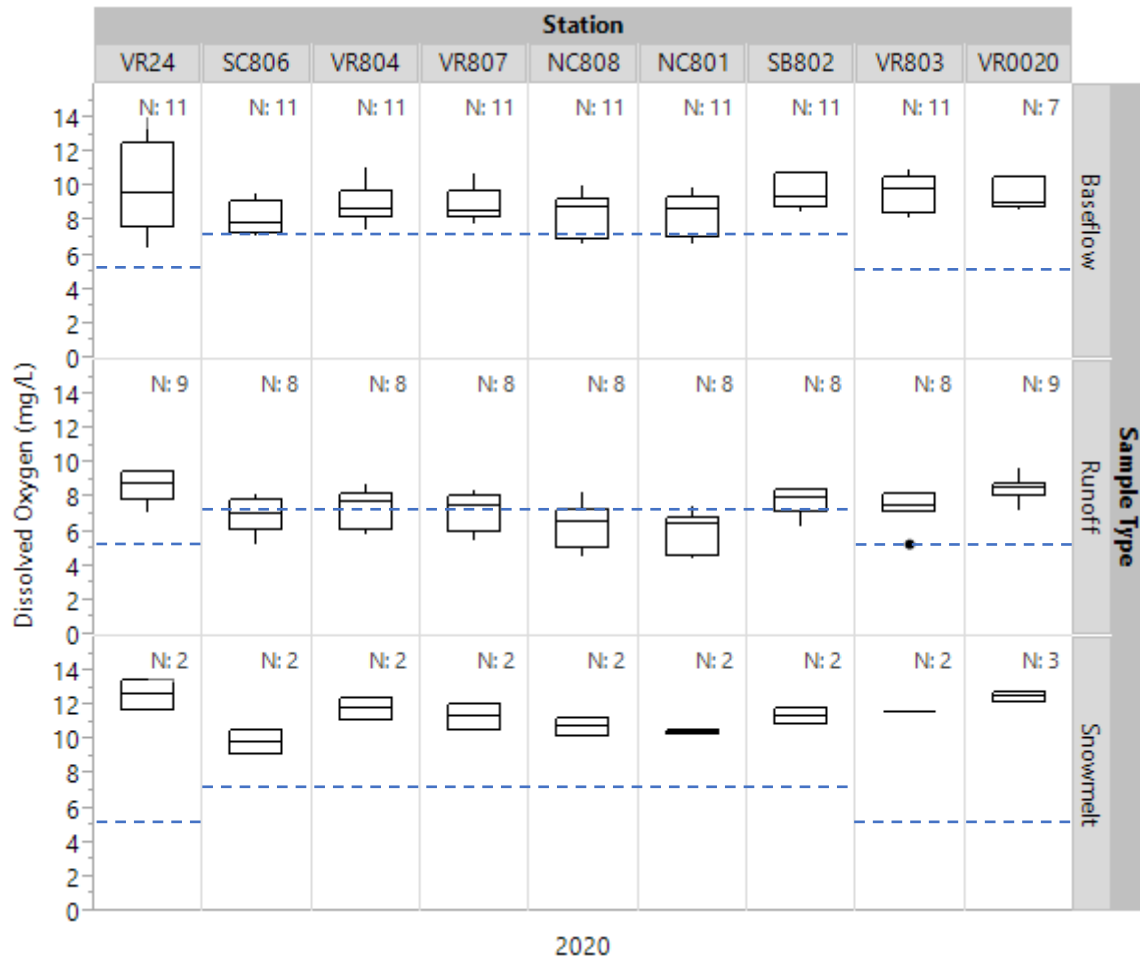 Station
VR24 SC806 VR804 VR807 NC808 NC801 SB802 VR803 VR0020
N: 11 N: 11 N: 11 N: 11 N: 11 N: 11 N: 11 N: 11 N: 7
14
12
10
8
6
4
2
0
Baseflow
N: 9 N: 8 N: 8 N: 8 N: 8 N: 8 N: 8 N: 8 N: 9
14
12
10
8
6
4
2
0
Runoff
Dissolved Oxygen (mg/L)
Sample Type
N: 2 N: 2 N: 2 N: 2 N: 2 N: 2 N: 2 N: 2 N: 3
14
12
10
8
6
4
2
0
Snowmelt
2020